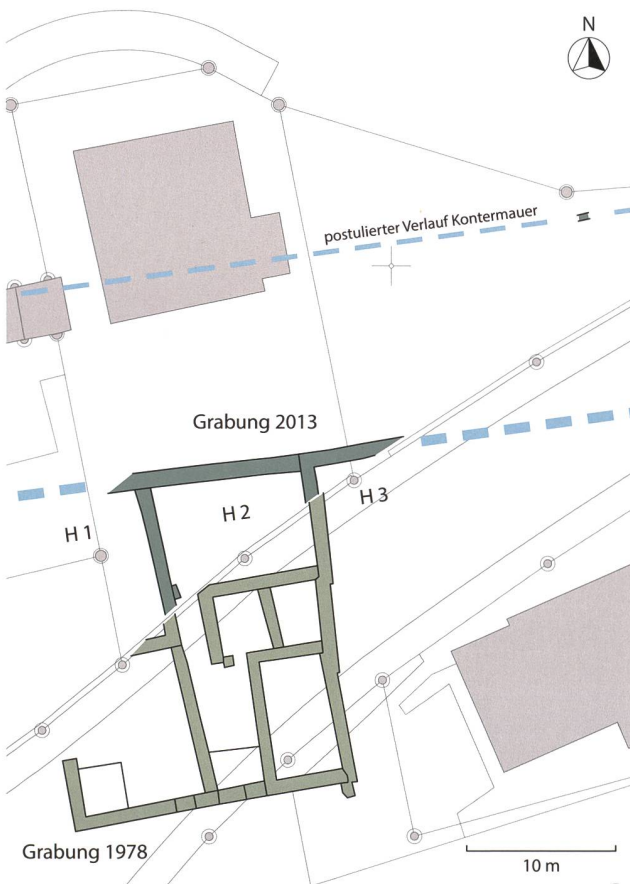 N
postulierter Verlauf Kontermauer
Grabung 2013
H 1
H 2
H 3
Grabung 1978
10 m